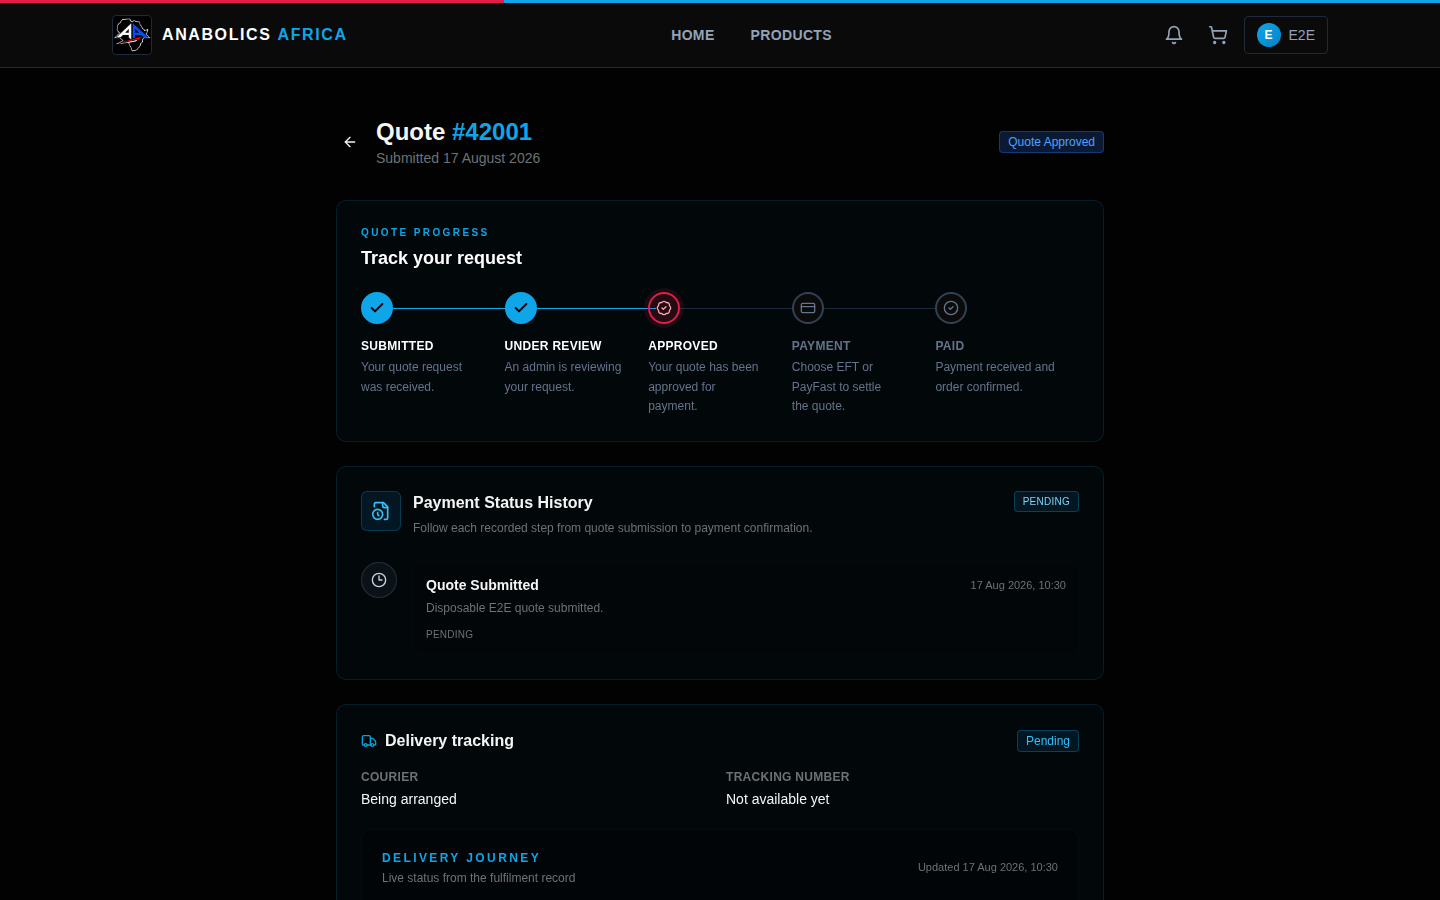 ANABOLICS AFRICA
HOME
PRODUCTS
E
E2E
Quote #42001
Submitted 17 August 2026
Quote Approved
QUOTE PROGRESS
Track your request
SUBMITTED
Your quote request
was received.
UNDER REVIEW
An admin is reviewing
your request.
APPROVED
Your quote has been
approved for
payment.
PAYMENT
Choose EFT or
PayFast to settle
the quote.
PAID
Payment received and
order confirmed.
Payment Status History
PENDING
Follow each recorded step from quote submission to payment confirmation.
Quote Submitted
17 Aug 2026, 10:30
Disposable E2E quote submitted.
PENDING
Delivery tracking
Pending
COURIER
Being arranged
TRACKING NUMBER
Not available yet
DELIVERY JOURNEY
Live status from the fulfilment record
Updated 17 Aug 2026, 10:30